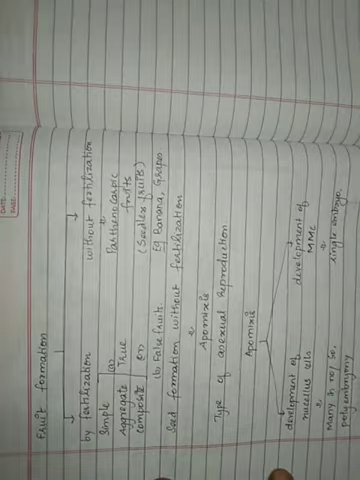 DATE
PAGE
Fruit formation
by fertilization without fertilization
Simple (a) True Parthenocarpic
Aggregate fruits
composite (Seedless fruits)
(b) False fruits. Eg Banana, Grapes
Seed formation without fertilization
Apomixis
Type of asexual Reproduction
Apomixis
development of development of
nucellus cells MMC
Many in no/ so. single embryo.
polyembryony